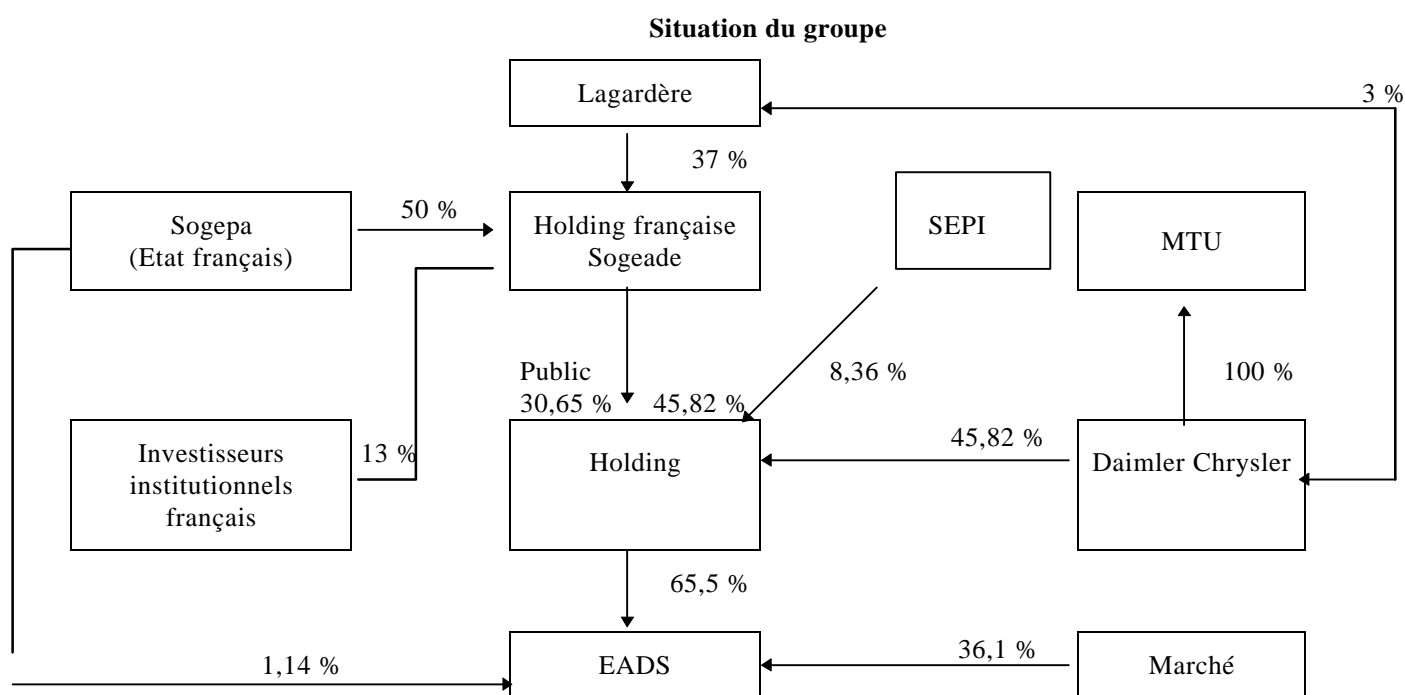 Situation du groupe
Lagardère
3 %
37 %
Sogepa
(Etat français)
50 %
Holding française
Sogeade
SEPI
MTU
Public
30,65 %
45,82 %
8,36 %
100 %
Investisseurs
institutionnels
français
13 %
Holding
45,82 %
Daimler Chrysler
65,5 %
1,14 %
EADS
36,1 %
Marché